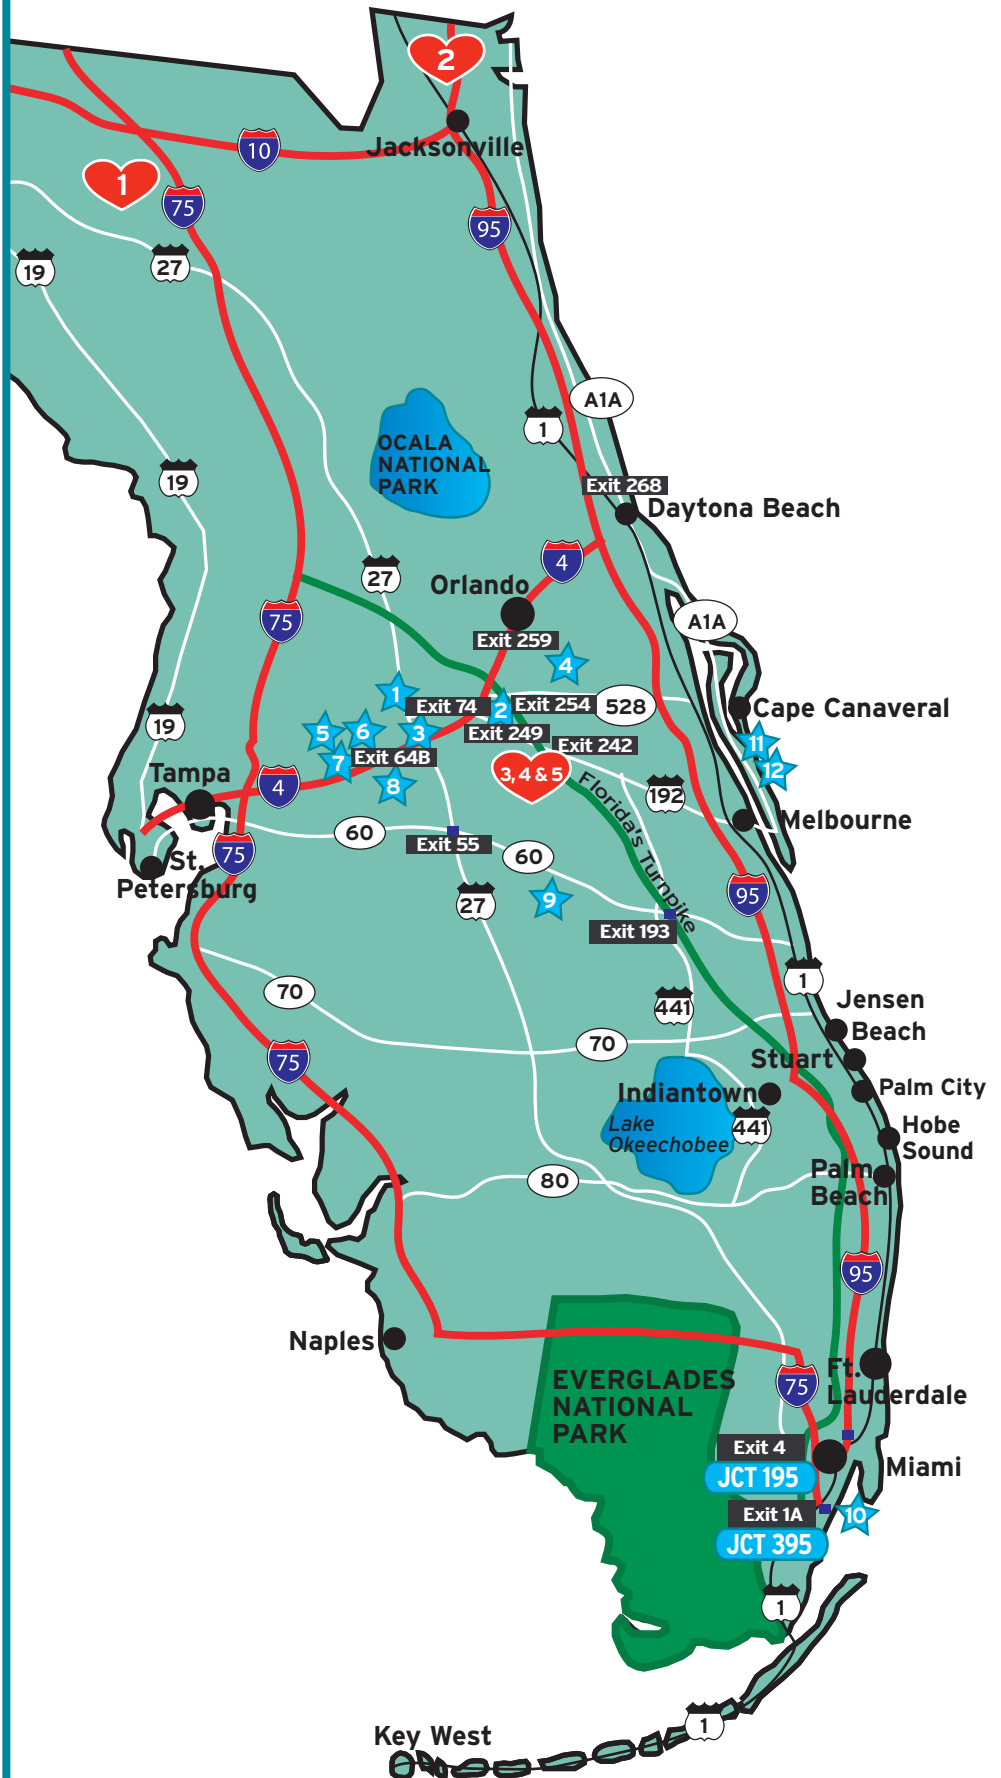 2
Jacksonville
10
1
75
95
27
19
A1A
1
OCALA
NATIONAL
PARK
19
Exit 268
Daytona Beach
4
27
Orlando
75
A1A
Exit 259
4
1
Exit 74
2
Exit 254
528
Cape Canaveral
19
5
6
3
Exit 249
11
Exit 242
7
Exit 64B
12
Tampa
3, 4 & 5
4
8
192
Florida's Turnpike
Melbourne
60
75
Exit 55
60
St.
Petersburg
95
27
9
Exit 193
1
70
441
Jensen
Beach
70
Stuart
75
Palm City
Indiantown
Lake
Okeechobee
441
Hobe
Sound
80
Palm
Beach
95
Naples
Ft.
Lauderdale
75
EVERGLADES
NATIONAL
PARK
Exit 4
JCT 195
Miami
Exit 1A
10
JCT 395
1
1
Key West